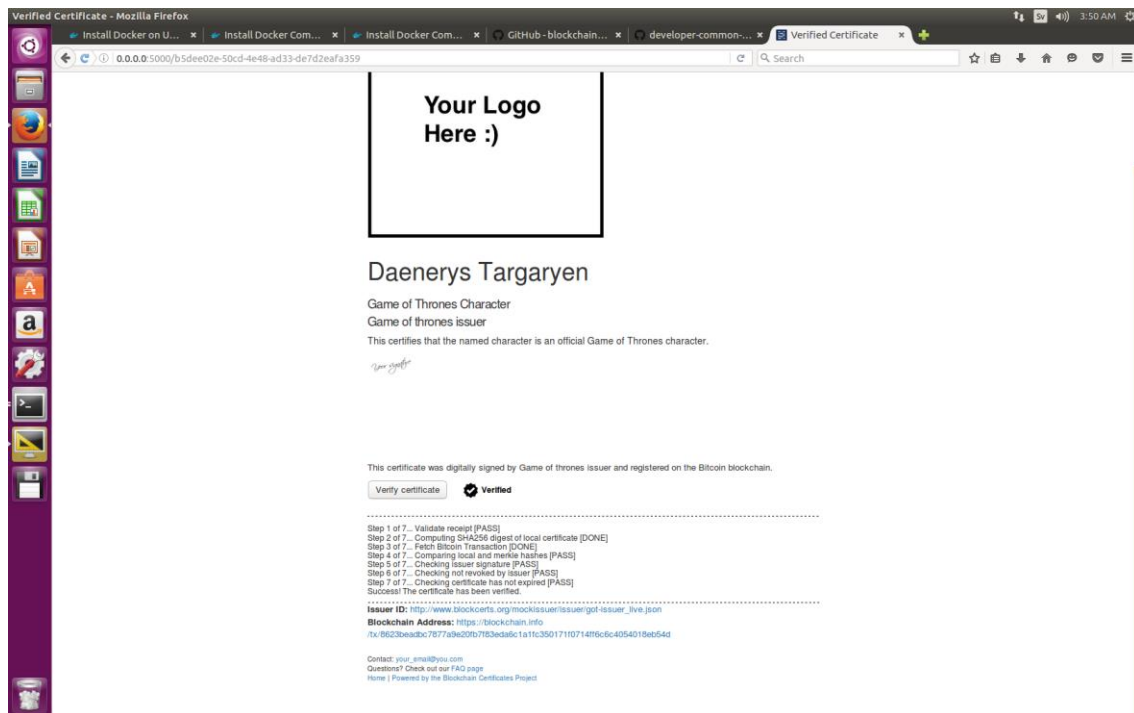 Verified Certificate - Mozilla Firefox
Sv
3:50 AM
Install Docker on U...
Install Docker Com...
Install Docker Com...
GitHub - blockchain...
developer-common-...
Verified Certificate
0.0.0.0:5000/b5dee02e-50cd-4e48-ad33-de7d2eafa359
Search
Your Logo
Here :)
Daenerys Targaryen
Game of Thrones Character
Game of thrones issuer
This certifies that the named character is an official Game of Thrones character.
Your signature
This certificate was digitally signed by Game of thrones issuer and registered on the Bitcoin blockchain.
Verify certificate
Verified
Step 1 of 7... Validate receipt [PASS]
Step 2 of 7... Computing SHA256 digest of local certificate [DONE]
Step 3 of 7... Fetch Bitcoin Transaction [DONE]
Step 4 of 7... Comparing local and merkle hashes [PASS]
Step 5 of 7... Checking issuer signature [PASS]
Step 6 of 7... Checking not revoked by issuer [PASS]
Step 7 of 7... Checking certificate has not expired [PASS]
Success! The certificate has been verified.
Issuer ID: http://www.blockcerts.org/mockissuer/issuer/got-issuer_live.json
Blockchain Address: https://blockchain.info
/tx/8623beadbc7877a9e20fb7f83eda6c1a1fc350171f0714ff6c6c4054018eb54d
Contact: your_email@you.com
Questions? Check out our FAQ page
Home | Powered by the Blockchain Certificates Project